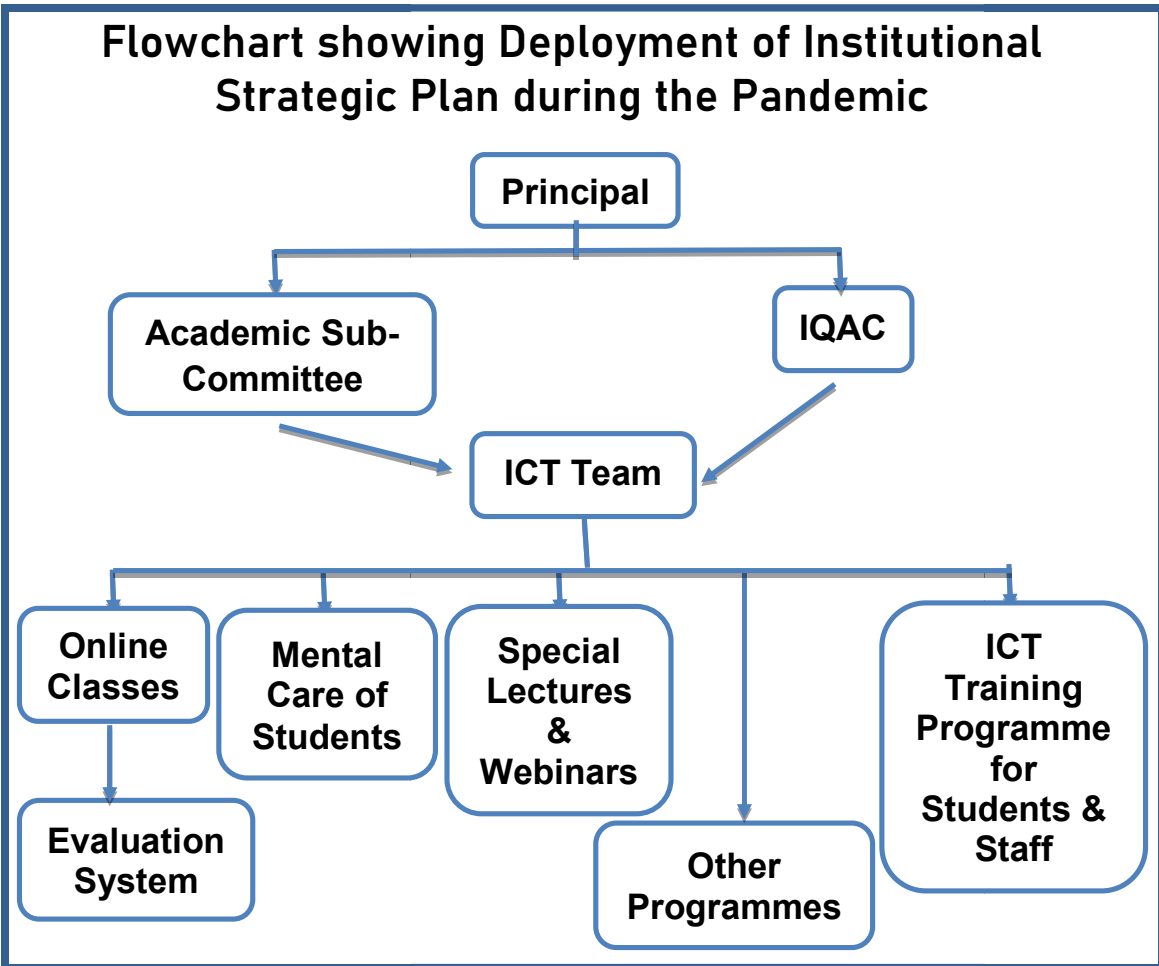 Flowchart showing Deployment of Institutional
Strategic Plan during the Pandemic
Principal
Academic Sub-
Committee
IQAC
ICT Team
Online
Classes
Mental
Care of
Students
Special
Lectures
&
Webinars
ICT
Training
Programme
for
Students &
Staff
Evaluation
System
Other
Programmes